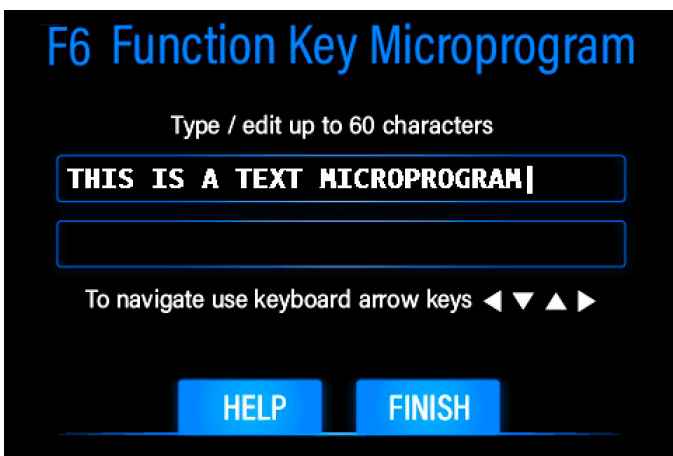 F6 Function Key Microprogram
Type / edit up to 60 characters
THIS IS A TEXT MICROPROGRAM
To navigate use keyboard arrow keys ◀ ▼ ▲ ▶
HELP FINISH